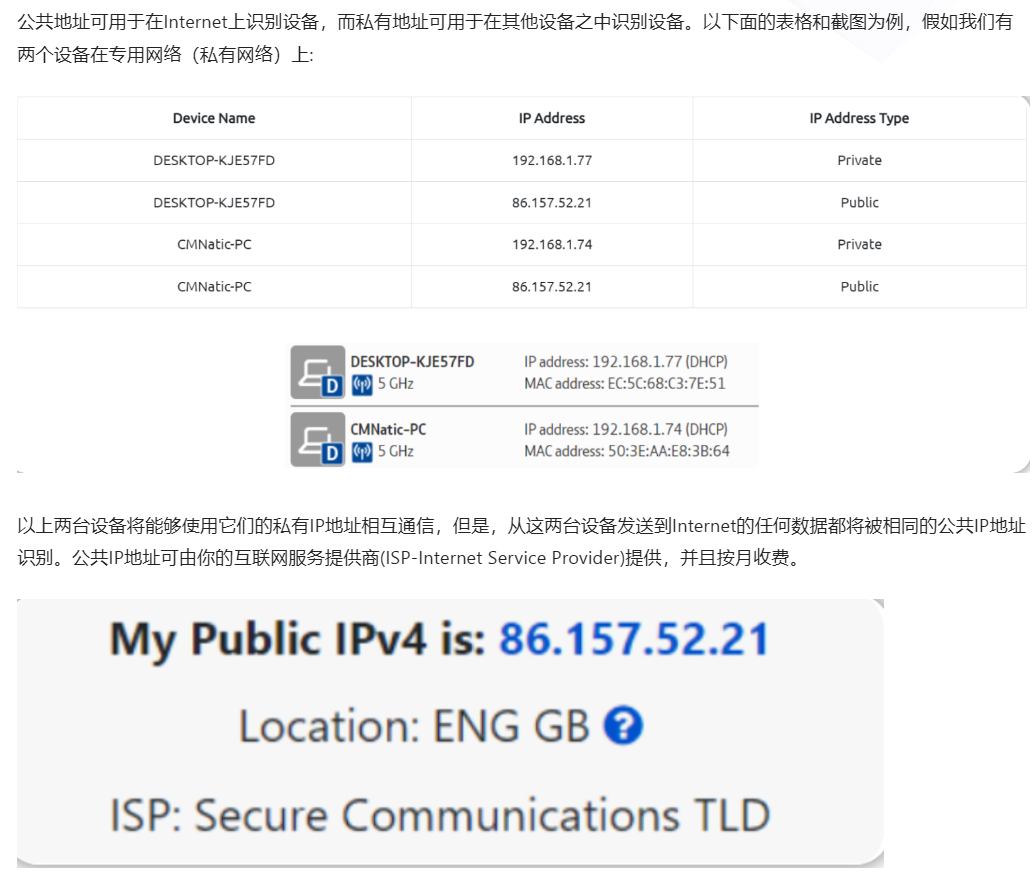 公共地址可用于在Internet上识别设备，而私有地址可用于在其他设备之中识别设备。以下面的表格和截图为例，假如我们有
两个设备在专用网络（私有网络）上:
Device Name IP Address IP Address Type
DESKTOP-KJE57FD 192.168.1.77 Private
DESKTOP-KJE57FD 86.157.52.21 Public
CMNatic-PC 192.168.1.74 Private
CMNatic-PC 86.157.52.21 Public
DESKTOP-KJE57FD IP address: 192.168.1.77 (DHCP)
D 5 GHz MAC address: EC:5C:68:C3:7E:51
CMNatic-PC IP address: 192.168.1.74 (DHCP)
D 5 GHz MAC address: 50:3E:AA:E8:3B:64
以上两台设备将能够使用它们的私有IP地址相互通信，但是，从这两台设备发送到Internet的任何数据都将被相同的公共IP地址
识别。公共IP地址可由你的互联网服务提供商(ISP-Internet Service Provider)提供，并且按月收费。
My Public IPv4 is: 86.157.52.21
Location: ENG GB ?
ISP: Secure Communications TLD